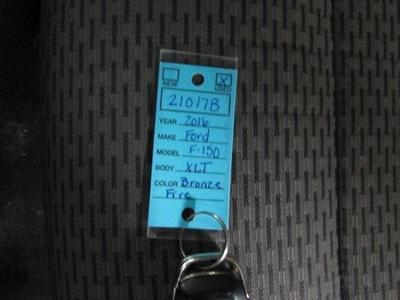 X
NEW USED
21017B
YEAR 2016
MAKE Ford
MODEL F-150
BODY XLT
COLOR Bronze
Fire